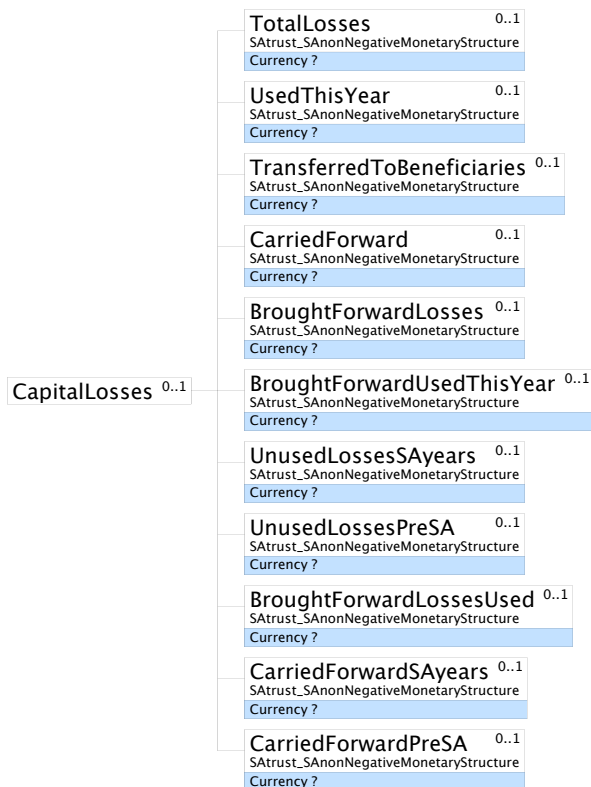 TotalLosses 0..1
SAtrust_SAnonNegativeMonetaryStructure
Currency ?
UsedThisYear 0..1
SAtrust_SAnonNegativeMonetaryStructure
Currency ?
TransferredToBeneficiaries 0..1
SAtrust_SAnonNegativeMonetaryStructure
Currency ?
CarriedForward 0..1
SAtrust_SAnonNegativeMonetaryStructure
Currency ?
BroughtForwardLosses 0..1
SAtrust_SAnonNegativeMonetaryStructure
Currency ?
CapitalLosses 0..1
BroughtForwardUsedThisYear 0..1
SAtrust_SAnonNegativeMonetaryStructure
Currency ?
UnusedLossesSAyears 0..1
SAtrust_SAnonNegativeMonetaryStructure
Currency ?
UnusedLossesPreSA 0..1
SAtrust_SAnonNegativeMonetaryStructure
Currency ?
BroughtForwardLossesUsed 0..1
SAtrust_SAnonNegativeMonetaryStructure
Currency ?
CarriedForwardSAyears 0..1
SAtrust_SAnonNegativeMonetaryStructure
Currency ?
CarriedForwardPreSA 0..1
SAtrust_SAnonNegativeMonetaryStructure
Currency ?